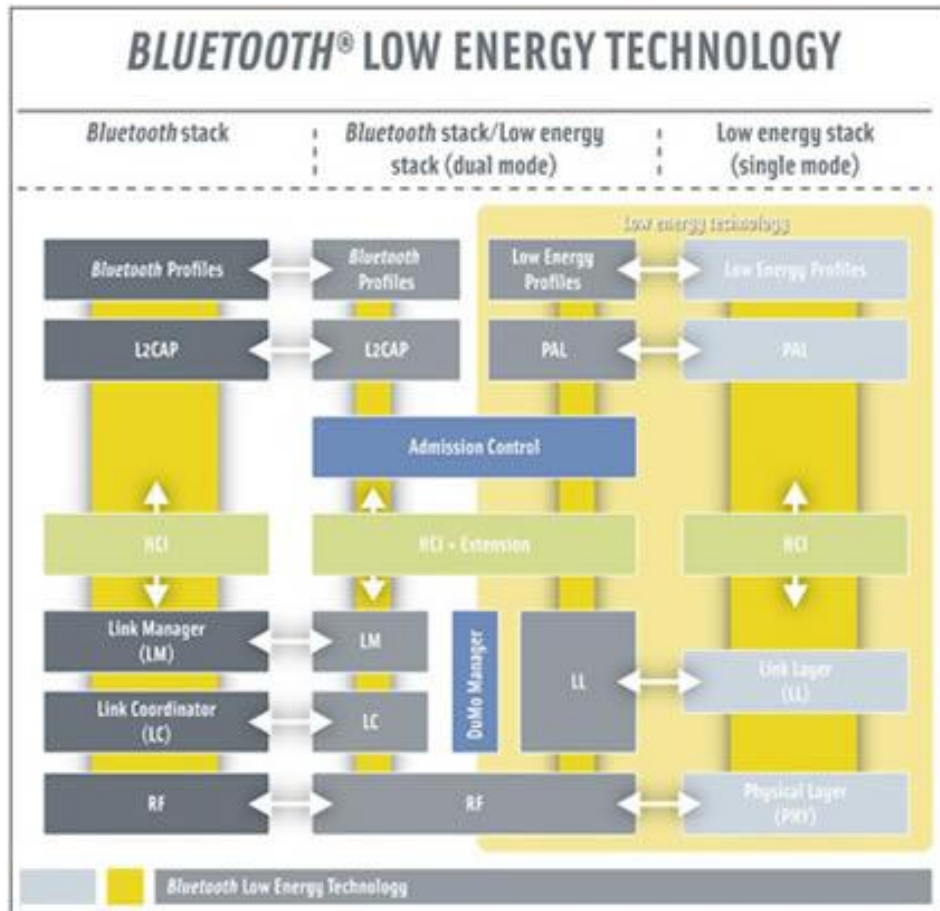 BLUETOOTH® LOW ENERGY TECHNOLOGY
Bluetooth stack
Bluetooth stack/Low energy
stack (dual mode)
Low energy stack
(single mode)
Low energy technology
Bluetooth Profiles
Bluetooth
Profiles
Low Energy
Profiles
Low Energy Profiles
L2CAP
L2CAP
PAL
PAL
Admission Control
HCI
HCI + Extension
HCI
Link Manager
(LM)
LM
DuMo Manager
LL
Link Layer
(LL)
Link Coordinator
(LC)
LC
RF
RF
Physical Layer
(PHY)
Bluetooth Low Energy Technology